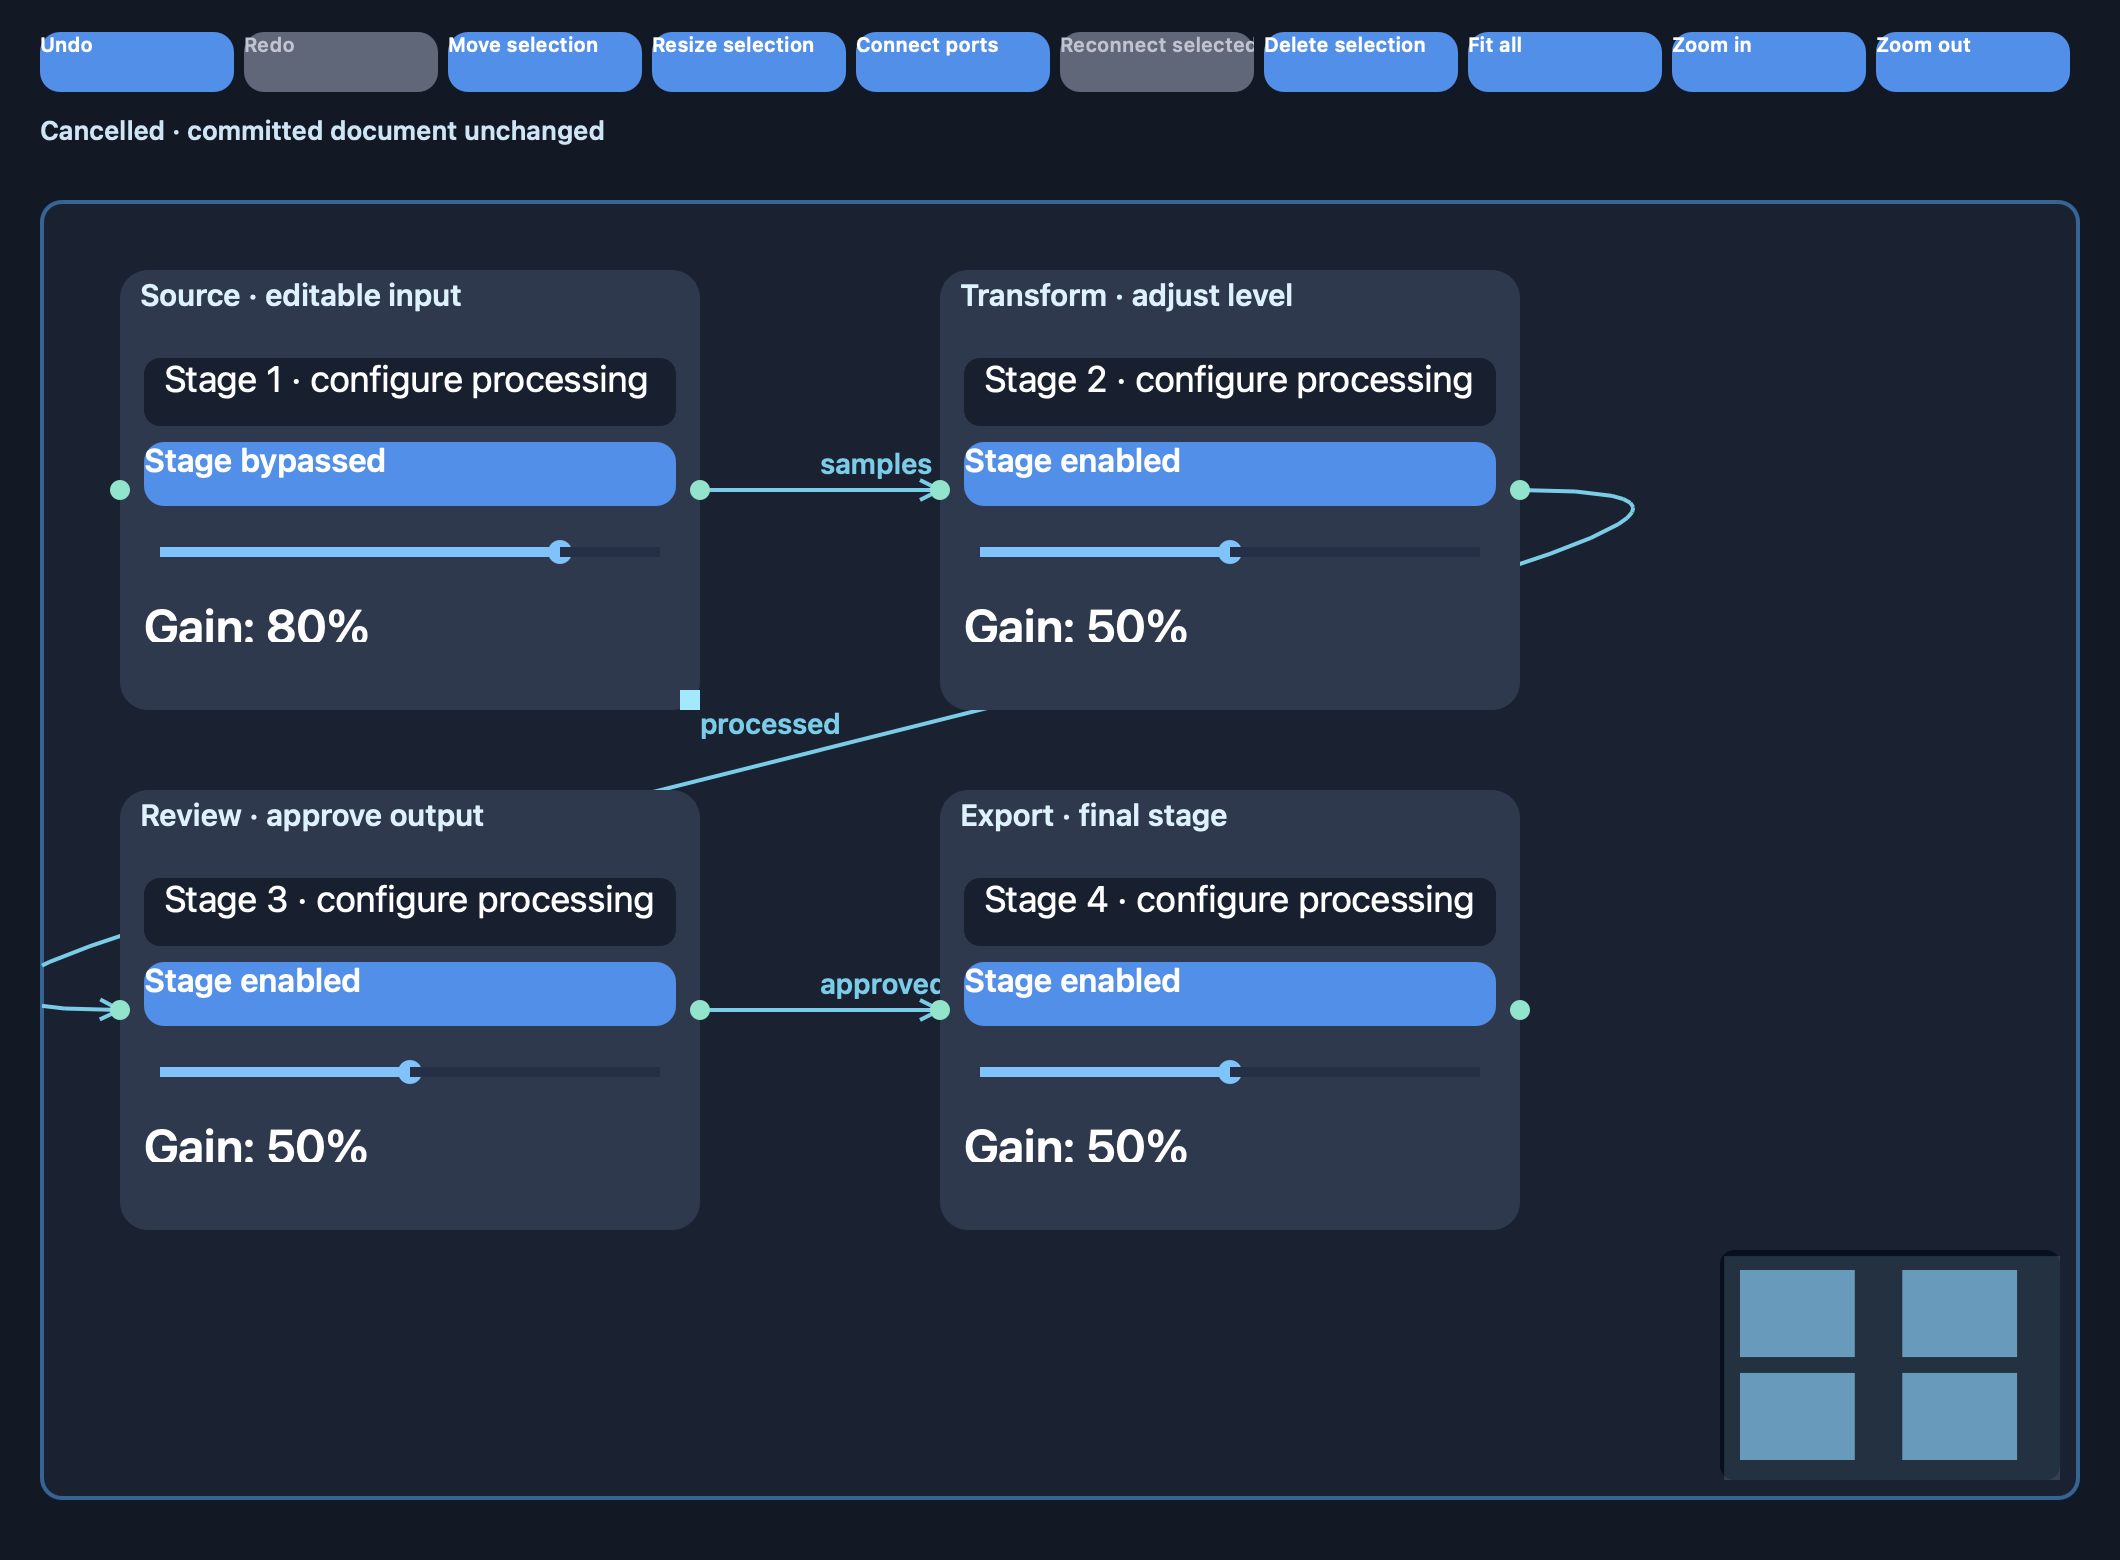 Undo
Redo
Move selection
Resize selection
Connect ports
Reconnect selected
Delete selection
Fit all
Zoom in
Zoom out
Cancelled · committed document unchanged
Source · editable input
Stage 1 · configure processing
Stage bypassed
Gain: 80%
samples
Transform · adjust level
Stage 2 · configure processing
Stage enabled
Gain: 50%
processed
Review · approve output
Stage 3 · configure processing
Stage enabled
Gain: 50%
approved
Export · final stage
Stage 4 · configure processing
Stage enabled
Gain: 50%